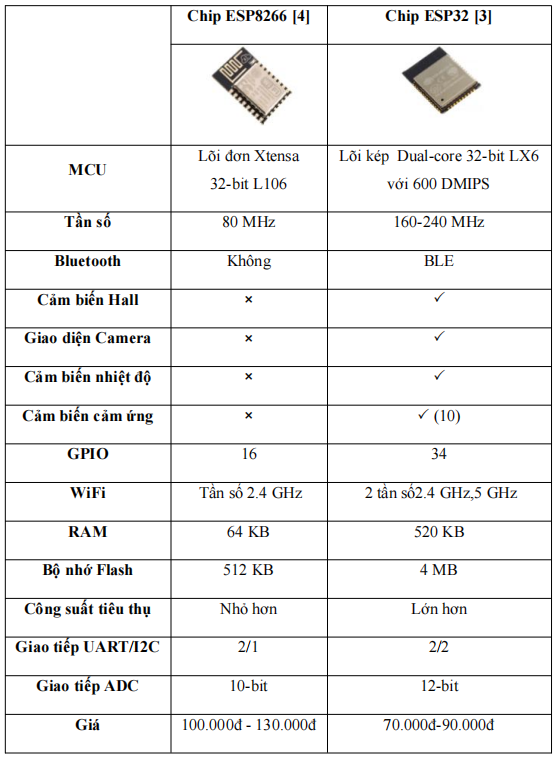 Chip ESP8266 [4] Chip ESP32 [3]
MCU Lõi đơn Xtensa 32-bit L106 Lõi kép Dual-core 32-bit LX6 với 600 DMIPS
Tần số 80 MHz 160-240 MHz
Bluetooth Không BLE
Cảm biến Hall × ✓
Giao diện Camera × ✓
Cảm biến nhiệt độ × ✓
Cảm biến cảm ứng × ✓ (10)
GPIO 16 34
WiFi Tần số 2.4 GHz 2 tần số2.4 GHz,5 GHz
RAM 64 KB 520 KB
Bộ nhớ Flash 512 KB 4 MB
Công suất tiêu thụ Nhỏ hơn Lớn hơn
Giao tiếp UART/I2C 2/1 2/2
Giao tiếp ADC 10-bit 12-bit
Giá 100.000đ - 130.000đ 70.000đ-90.000đ